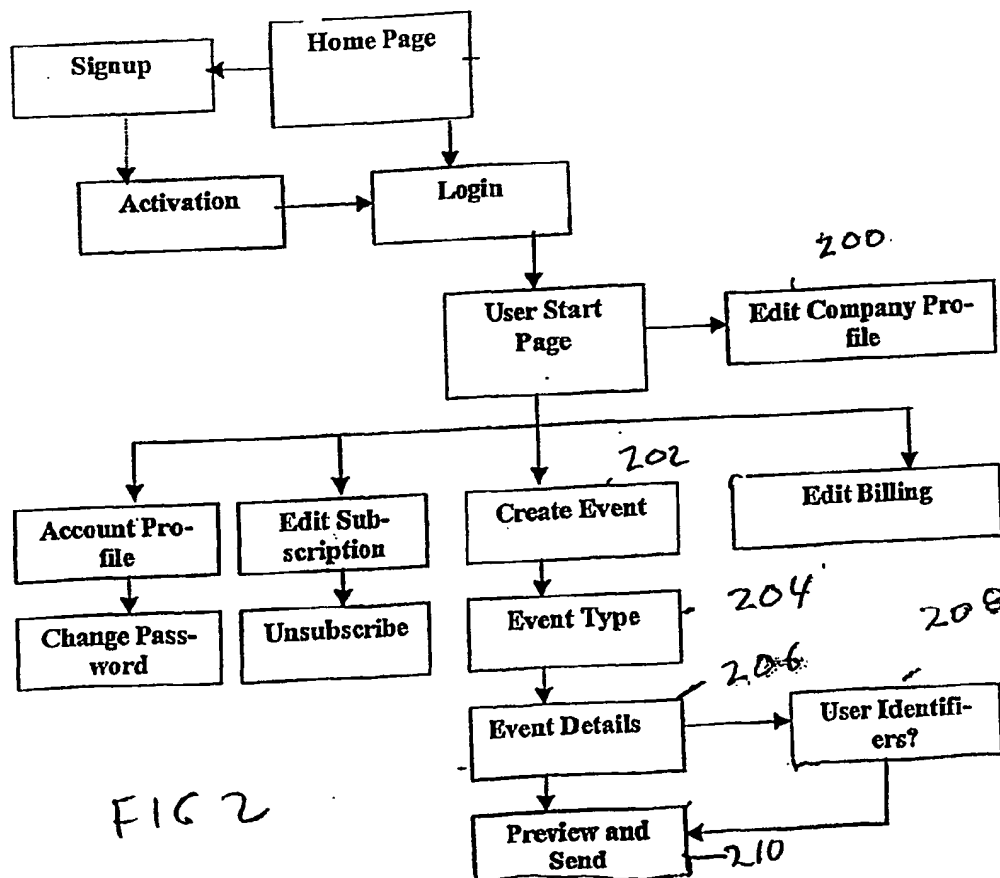 Home Page
Signup
Activation
Login
200
User Start
Page
Edit Company Pro-
file
202
Account Pro-
file
Edit Sub-
scription
Create Event
Edit Billing
204
208
Change Pass-
word
Unsubscribe
Event Type
206
Event Details
User Identifi-
ers?
FIG 2
Preview and
Send
210